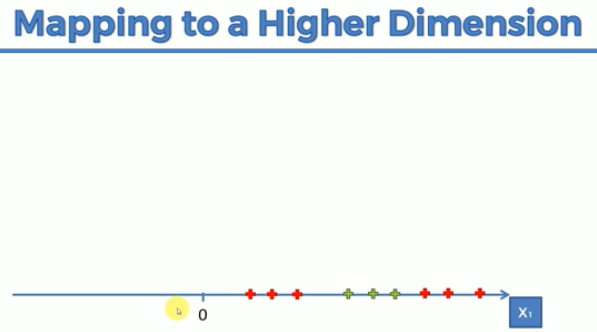 Mapping to a Higher Dimension
0
X₁